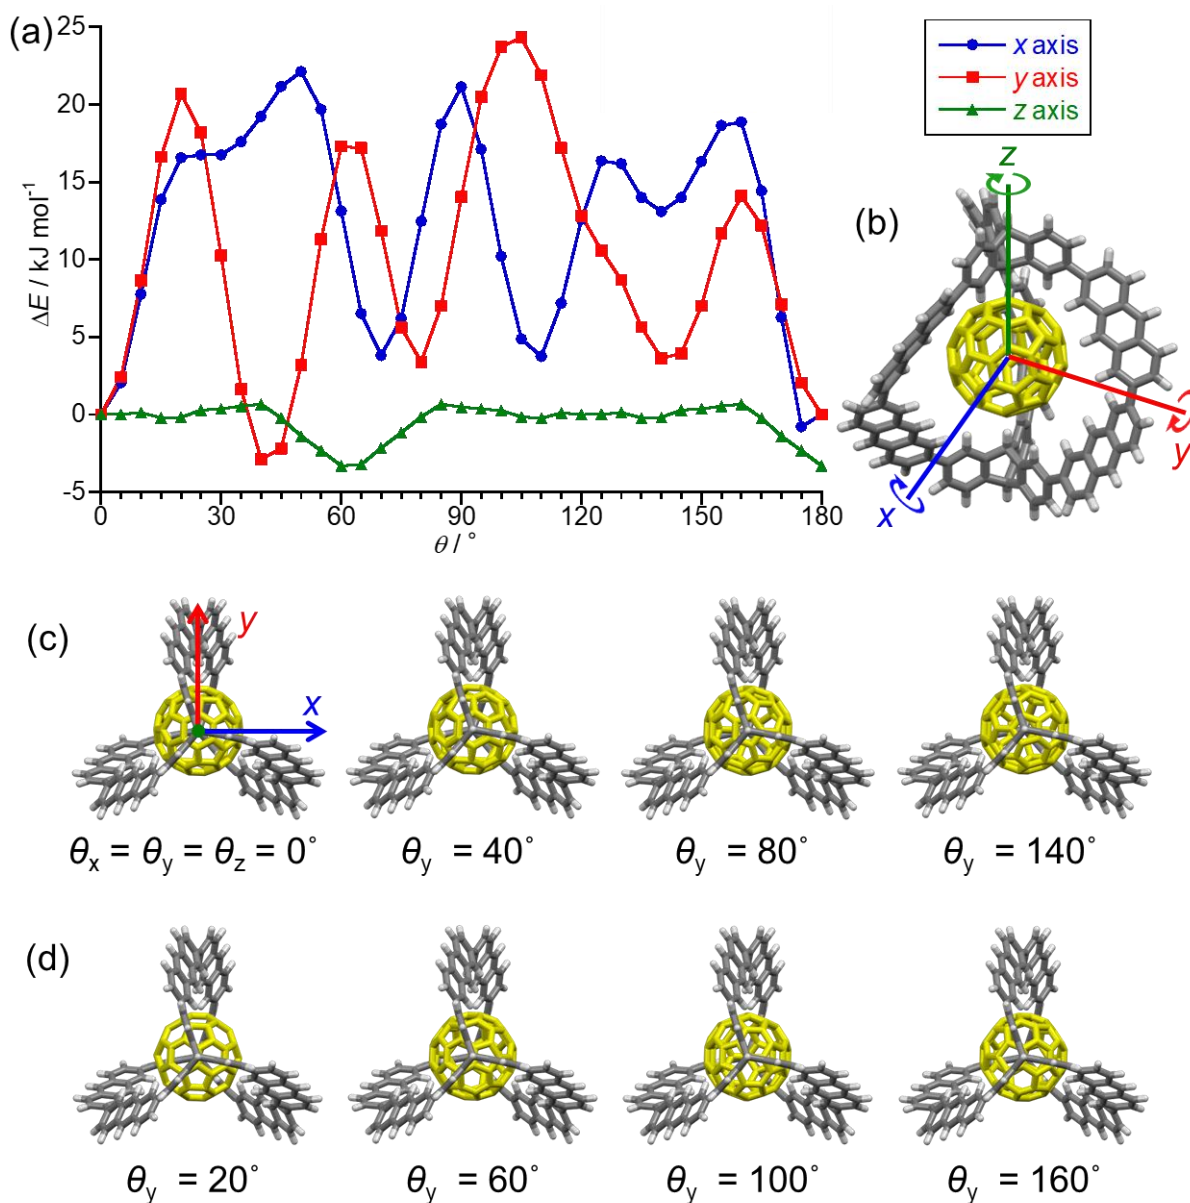 (a)
25
20
15
10
5
0
-5
ΔE / kJ mol⁻¹
0 30 60 90 120 150 180
θ / °
x axis
y axis
z axis
(b)
z
y
x
(c)
y
x
θx = θy = θz = 0°
θy = 40°
θy = 80°
θy = 140°
(d)
θy = 20°
θy = 60°
θy = 100°
θy = 160°